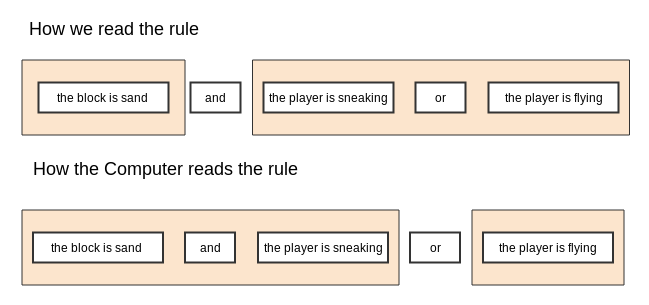 How we read the rule
the block is sand and the player is sneaking or the player is flying
How the Computer reads the rule
the block is sand and the player is sneaking or the player is flying